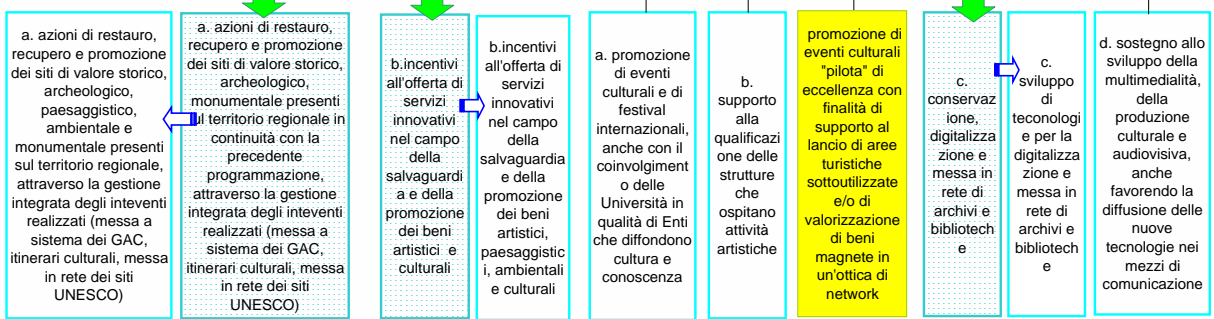 a. azioni di restauro,
recupero e promozione
dei siti di valore storico,
archeologico,
paesaggistico,
ambientale e
monumentale presenti
sul territorio regionale,
attraverso la gestione
integrata degli inteventi
realizzati (messa a
sistema dei GAC,
itinerari culturali, messa
in rete dei siti
UNESCO)
a. azioni di restauro,
recupero e promozione
dei siti di valore storico,
archeologico,
monumentale presenti
sul territorio regionale in
continuità con la
precedente
programmazione,
attraverso la gestione
integrata degli inteventi
realizzati (messa a
sistema dei GAC,
itinerari culturali, messa
in rete dei siti
UNESCO)
b.incentivi
all'offerta di
servizi
innovativi
nel campo
della
salvaguardi
a e della
promozione
dei beni
artistici e
culturali
b.incentivi
all'offerta di
servizi
innovativi
nel campo
della
salvaguardia
e della
promozione
dei beni
artistici,
paesaggistic
i, ambientali
e culturali
a. promozione
di eventi
culturali e di
festival
internazionali,
anche con il
coinvolgiment
o delle
Università in
qualità di Enti
che diffondono
cultura e
conoscenza
b.
supporto
alla
qualificazi
one delle
strutture
che
ospitano
attività
artistiche
promozione di
eventi culturali
"pilota" di
eccellenza con
finalità di
supporto al
lancio di aree
turistiche
sottoutilizzate
e/o di
valorizzazione
di beni
magnete in
un'ottica di
network
c.
conservaz
ione,
digitalizza
zione e
messa in
rete di
archivi e
bibliotech
e
c.
sviluppo
di
teconologi
e per la
digitalizza
zione e
messa in
rete di
archivi e
bibliotech
e
d. sostegno allo
sviluppo della
multimedialità,
della
produzione
culturale e
audiovisiva,
anche
favorendo la
diffusione delle
nuove
tecnologie nei
mezzi di
comunicazione